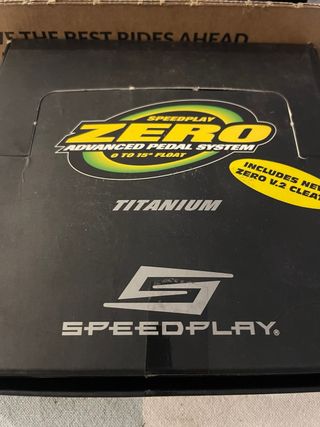 THE BEST RIDES AHEAD
SPEEDPLAY
ZERO
ADVANCED PEDAL SYSTEM
0 TO 15° FLOAT
INCLUDES NEW
ZERO V.2 CLEAT
TITANIUM
SPEEDPLAY®